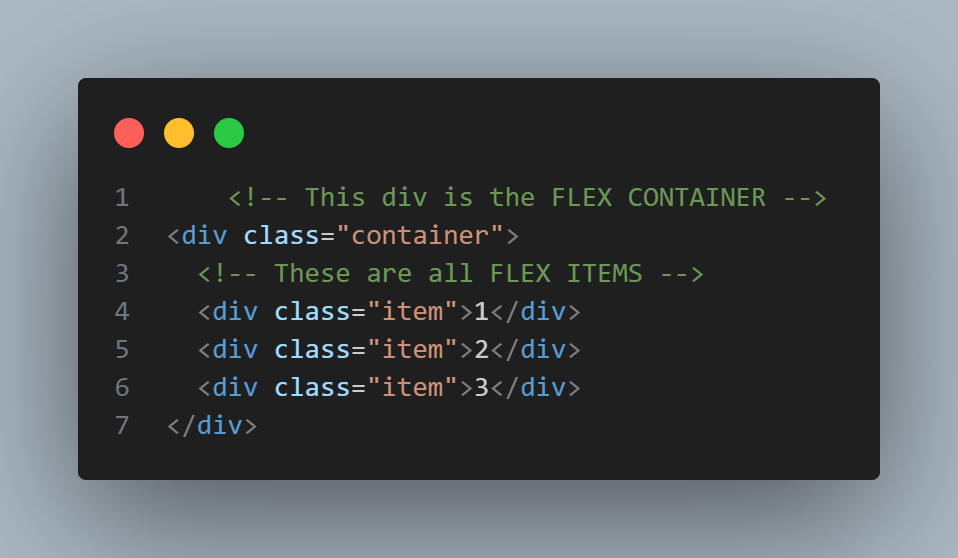 1 <!-- This div is the FLEX CONTAINER -->
2 <div class="container">
3 <!-- These are all FLEX ITEMS -->
4 <div class="item">1</div>
5 <div class="item">2</div>
6 <div class="item">3</div>
7 </div>